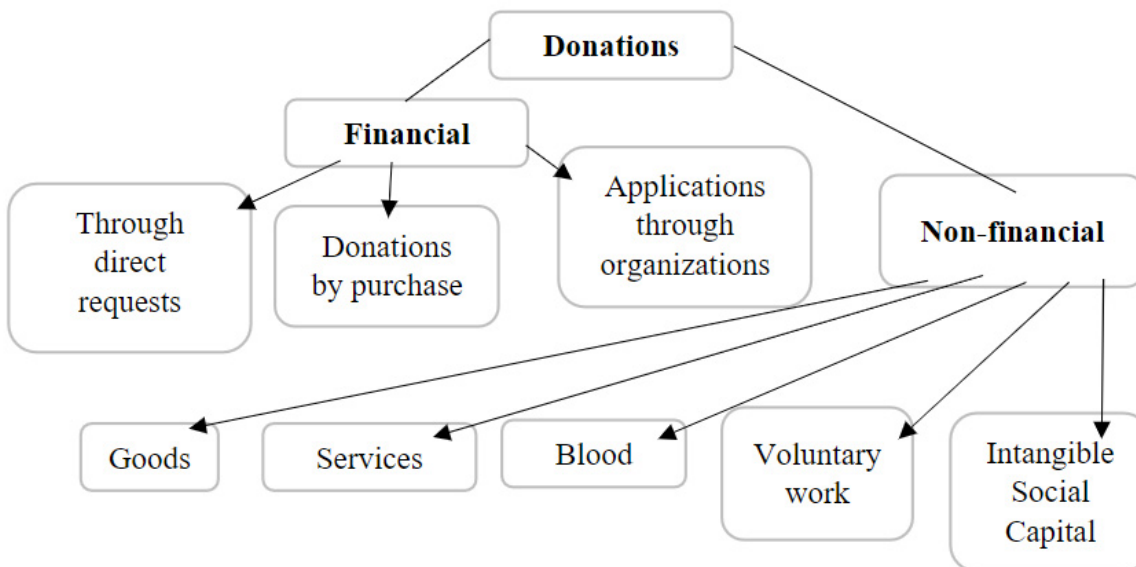 Donations
Financial
Through
direct
requests
Donations
by purchase
Applications
through
organizations
Non-financial
Goods
Services
Blood
Voluntary
work
Intangible
Social
Capital